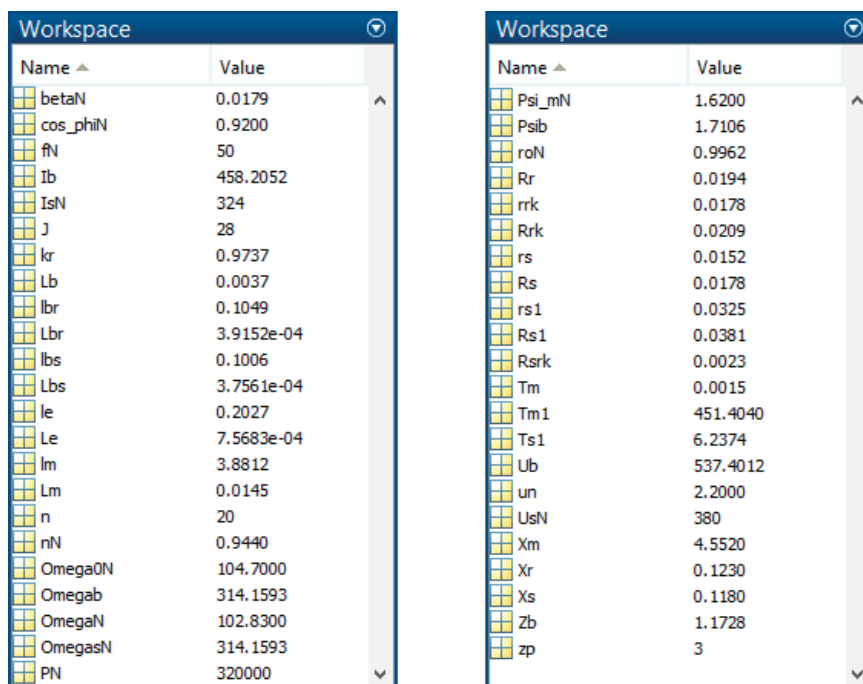 Workspace
Name Value
betaN 0.0179
cos_phiN 0.9200
fN 50
Ib 458.2052
IsN 324
J 28
kr 0.9737
Lb 0.0037
lbr 0.1049
Lbr 3.9152e-04
lbs 0.1006
Lbs 3.7561e-04
le 0.2027
Le 7.5683e-04
lm 3.8812
Lm 0.0145
n 20
nN 0.9440
Omega0N 104.7000
Omegab 314.1593
OmegaN 102.8300
OmegasN 314.1593
PN 320000
Workspace
Name Value
Psi_mN 1.6200
Psib 1.7106
roN 0.9962
Rr 0.0194
rrk 0.0178
Rrk 0.0209
rs 0.0152
Rs 0.0178
rs1 0.0325
Rs1 0.0381
Rsrk 0.0023
Tm 0.0015
Tm1 451.4040
Ts1 6.2374
Ub 537.4012
un 2.2000
UsN 380
Xm 4.5520
Xr 0.1230
Xs 0.1180
Zb 1.1728
zp 3